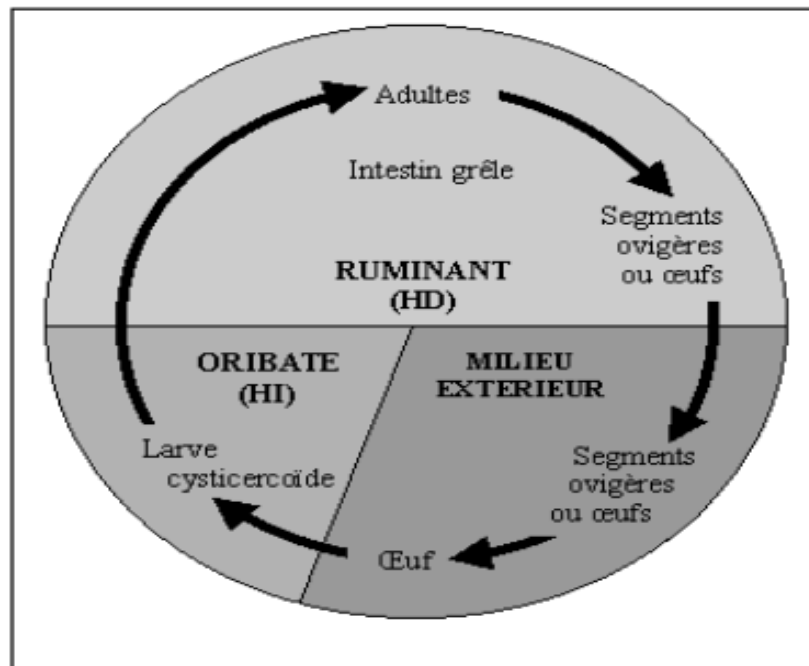 Adultes
Intestin grêle
Segments
ovigères
ou œufs
RUMINANT
(HD)
ORIBATE
(HI)
MILIEU
EXTERIEUR
Larve
cysticercoïde
Segments
ovigères
ou œufs
Œuf